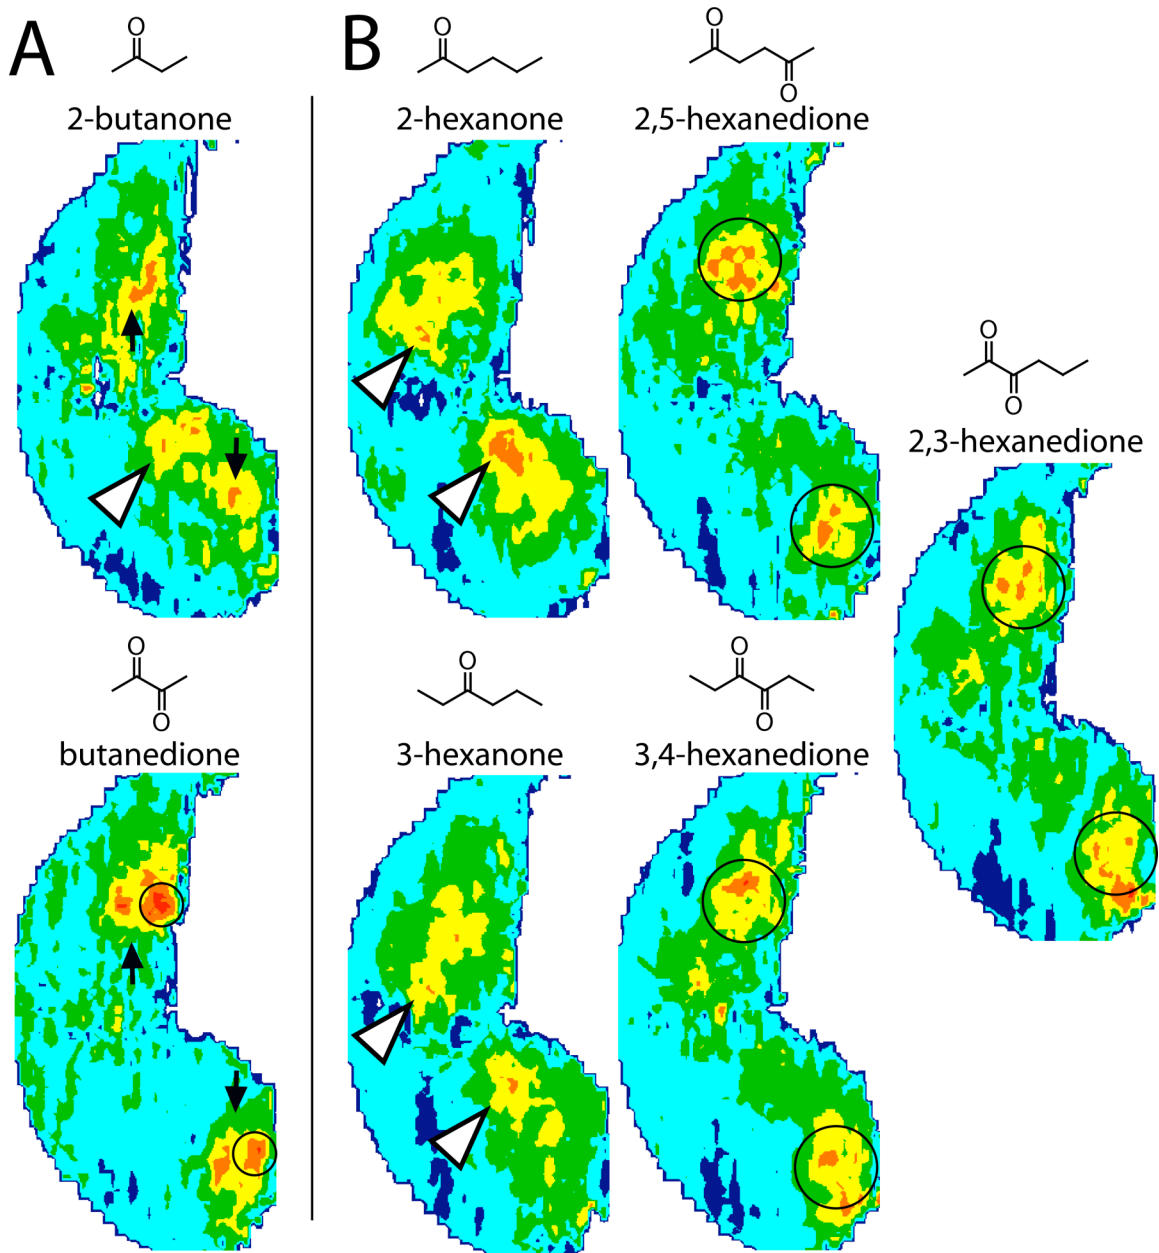 A
B
O
2-butanone
O
2-hexanone
O
O
2,5-hexanedione
O
O
2,3-hexanedione
O
O
butanedione
O
3-hexanone
O
O
3,4-hexanedione